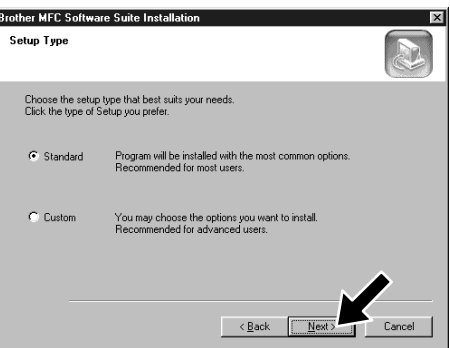 Brother MFC Software Suite Installation
Setup Type
Choose the setup type that best suits your needs.
Click the type of Setup you prefer.
Standard
Program will be installed with the most common options.
Recommended for most users.
Custom
You may choose the options you want to install.
Recommended for advanced users.
< Back
Next >
Cancel